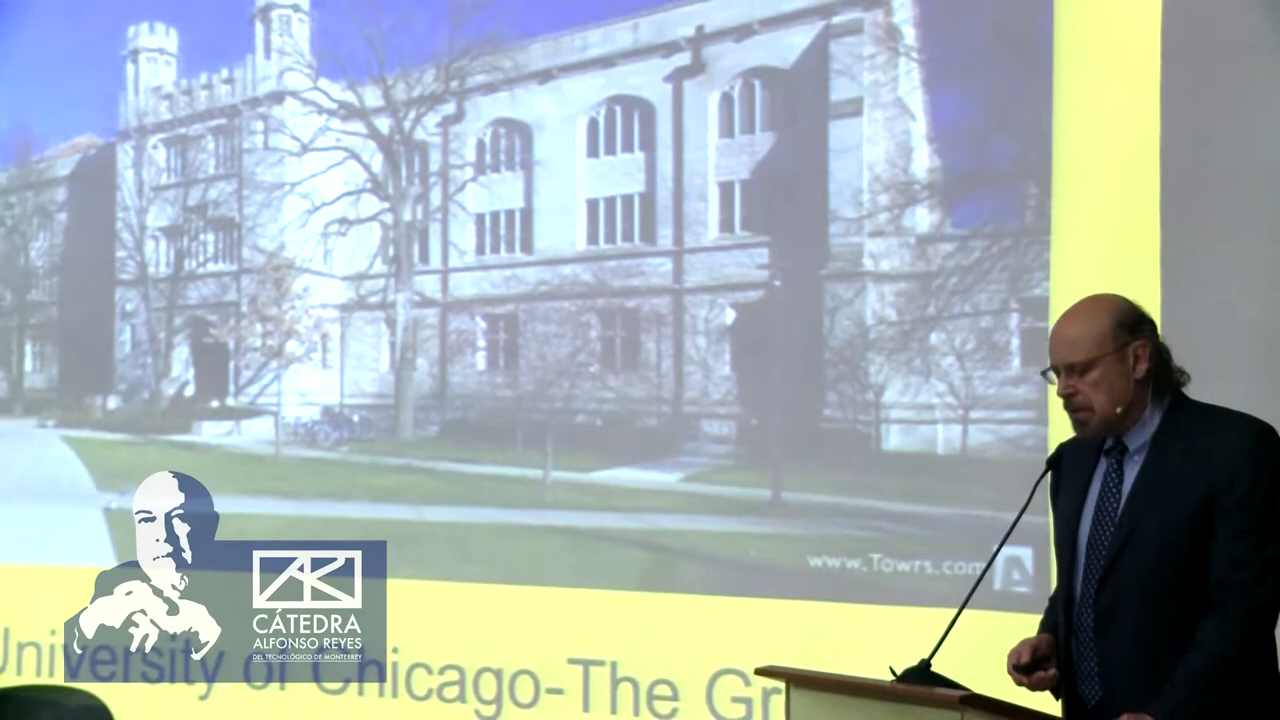 www.Towrs.com
CÁTEDRA
ALFONSO REYES
DEL TECNOLÓGICO DE MONTERREY
University of Chicago-The Gr